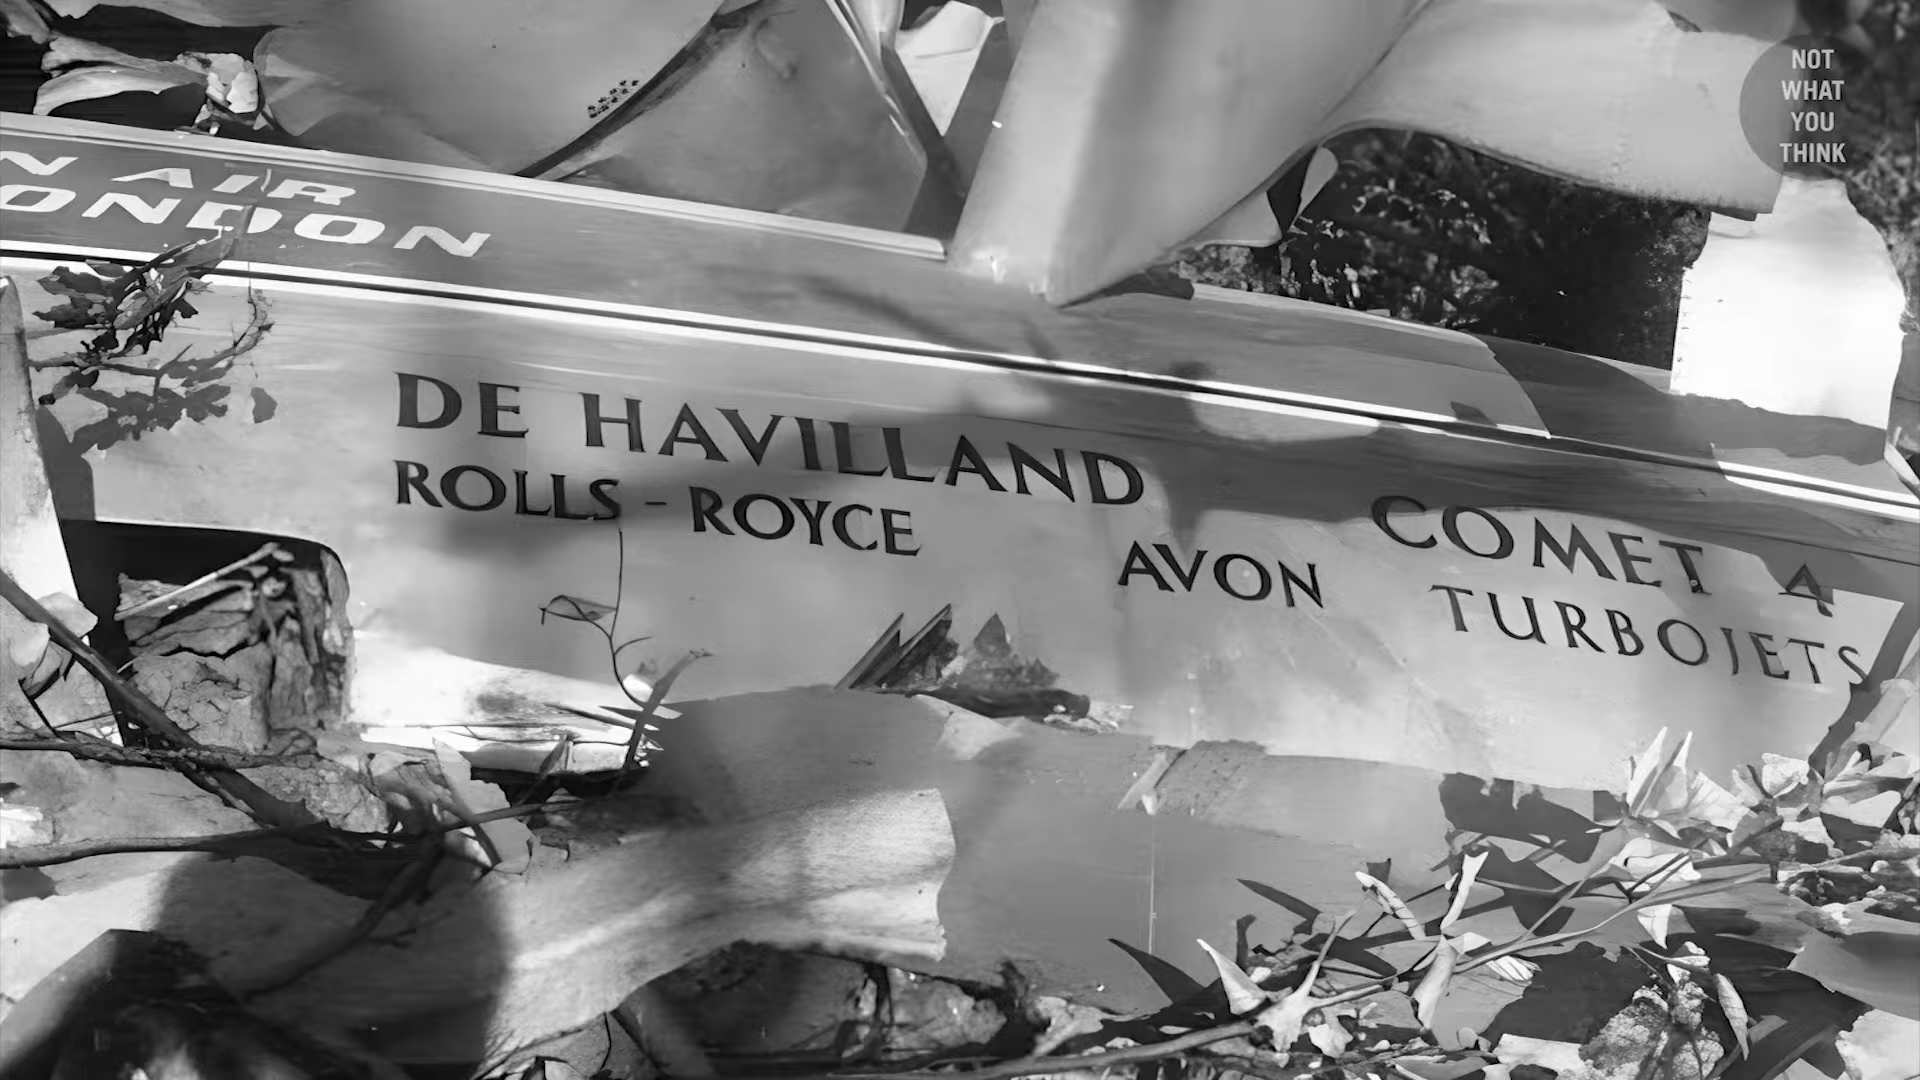 N AIR
ONDON
DE HAVILLAND COMET 4
ROLLS-ROYCE AVON TURBOJETS
NOT
WHAT
YOU
THINK